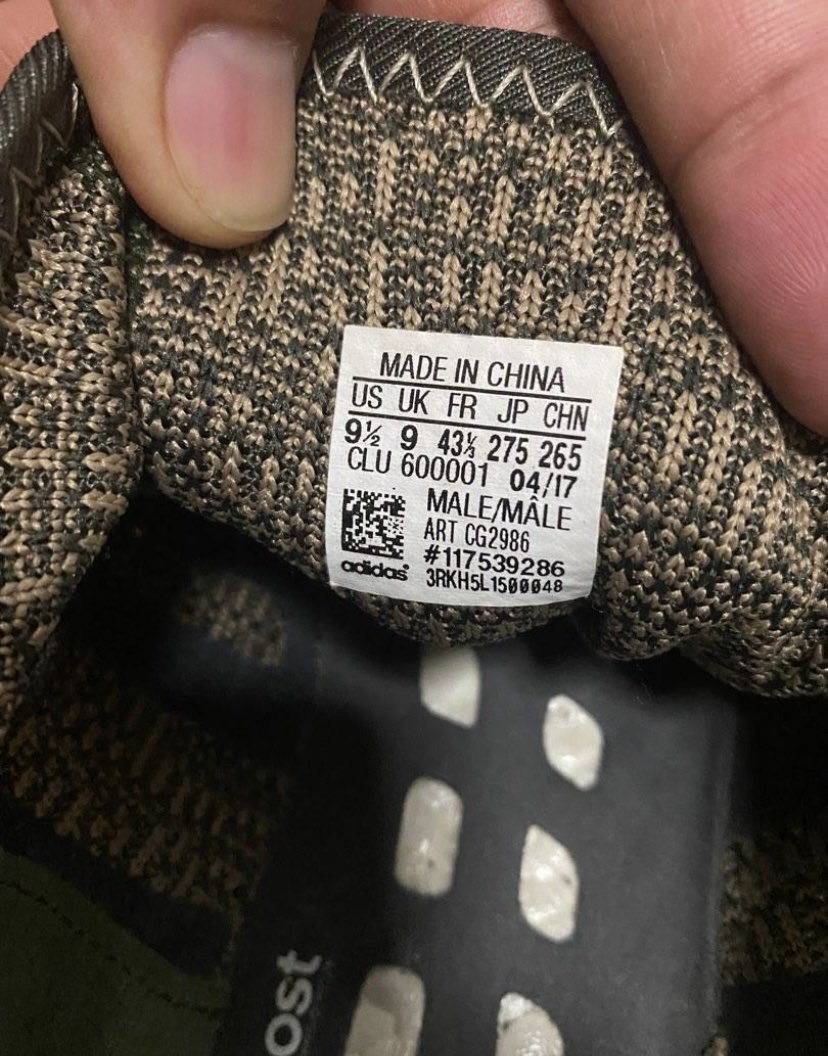 MADE IN CHINA
US UK FR JP CHN
9½ 9 43⅓ 275 265
CLU 600001 04/17
MALE/MÂLE
ART CG2986
#117539286
adidas® 3RKH5L1500048
ost